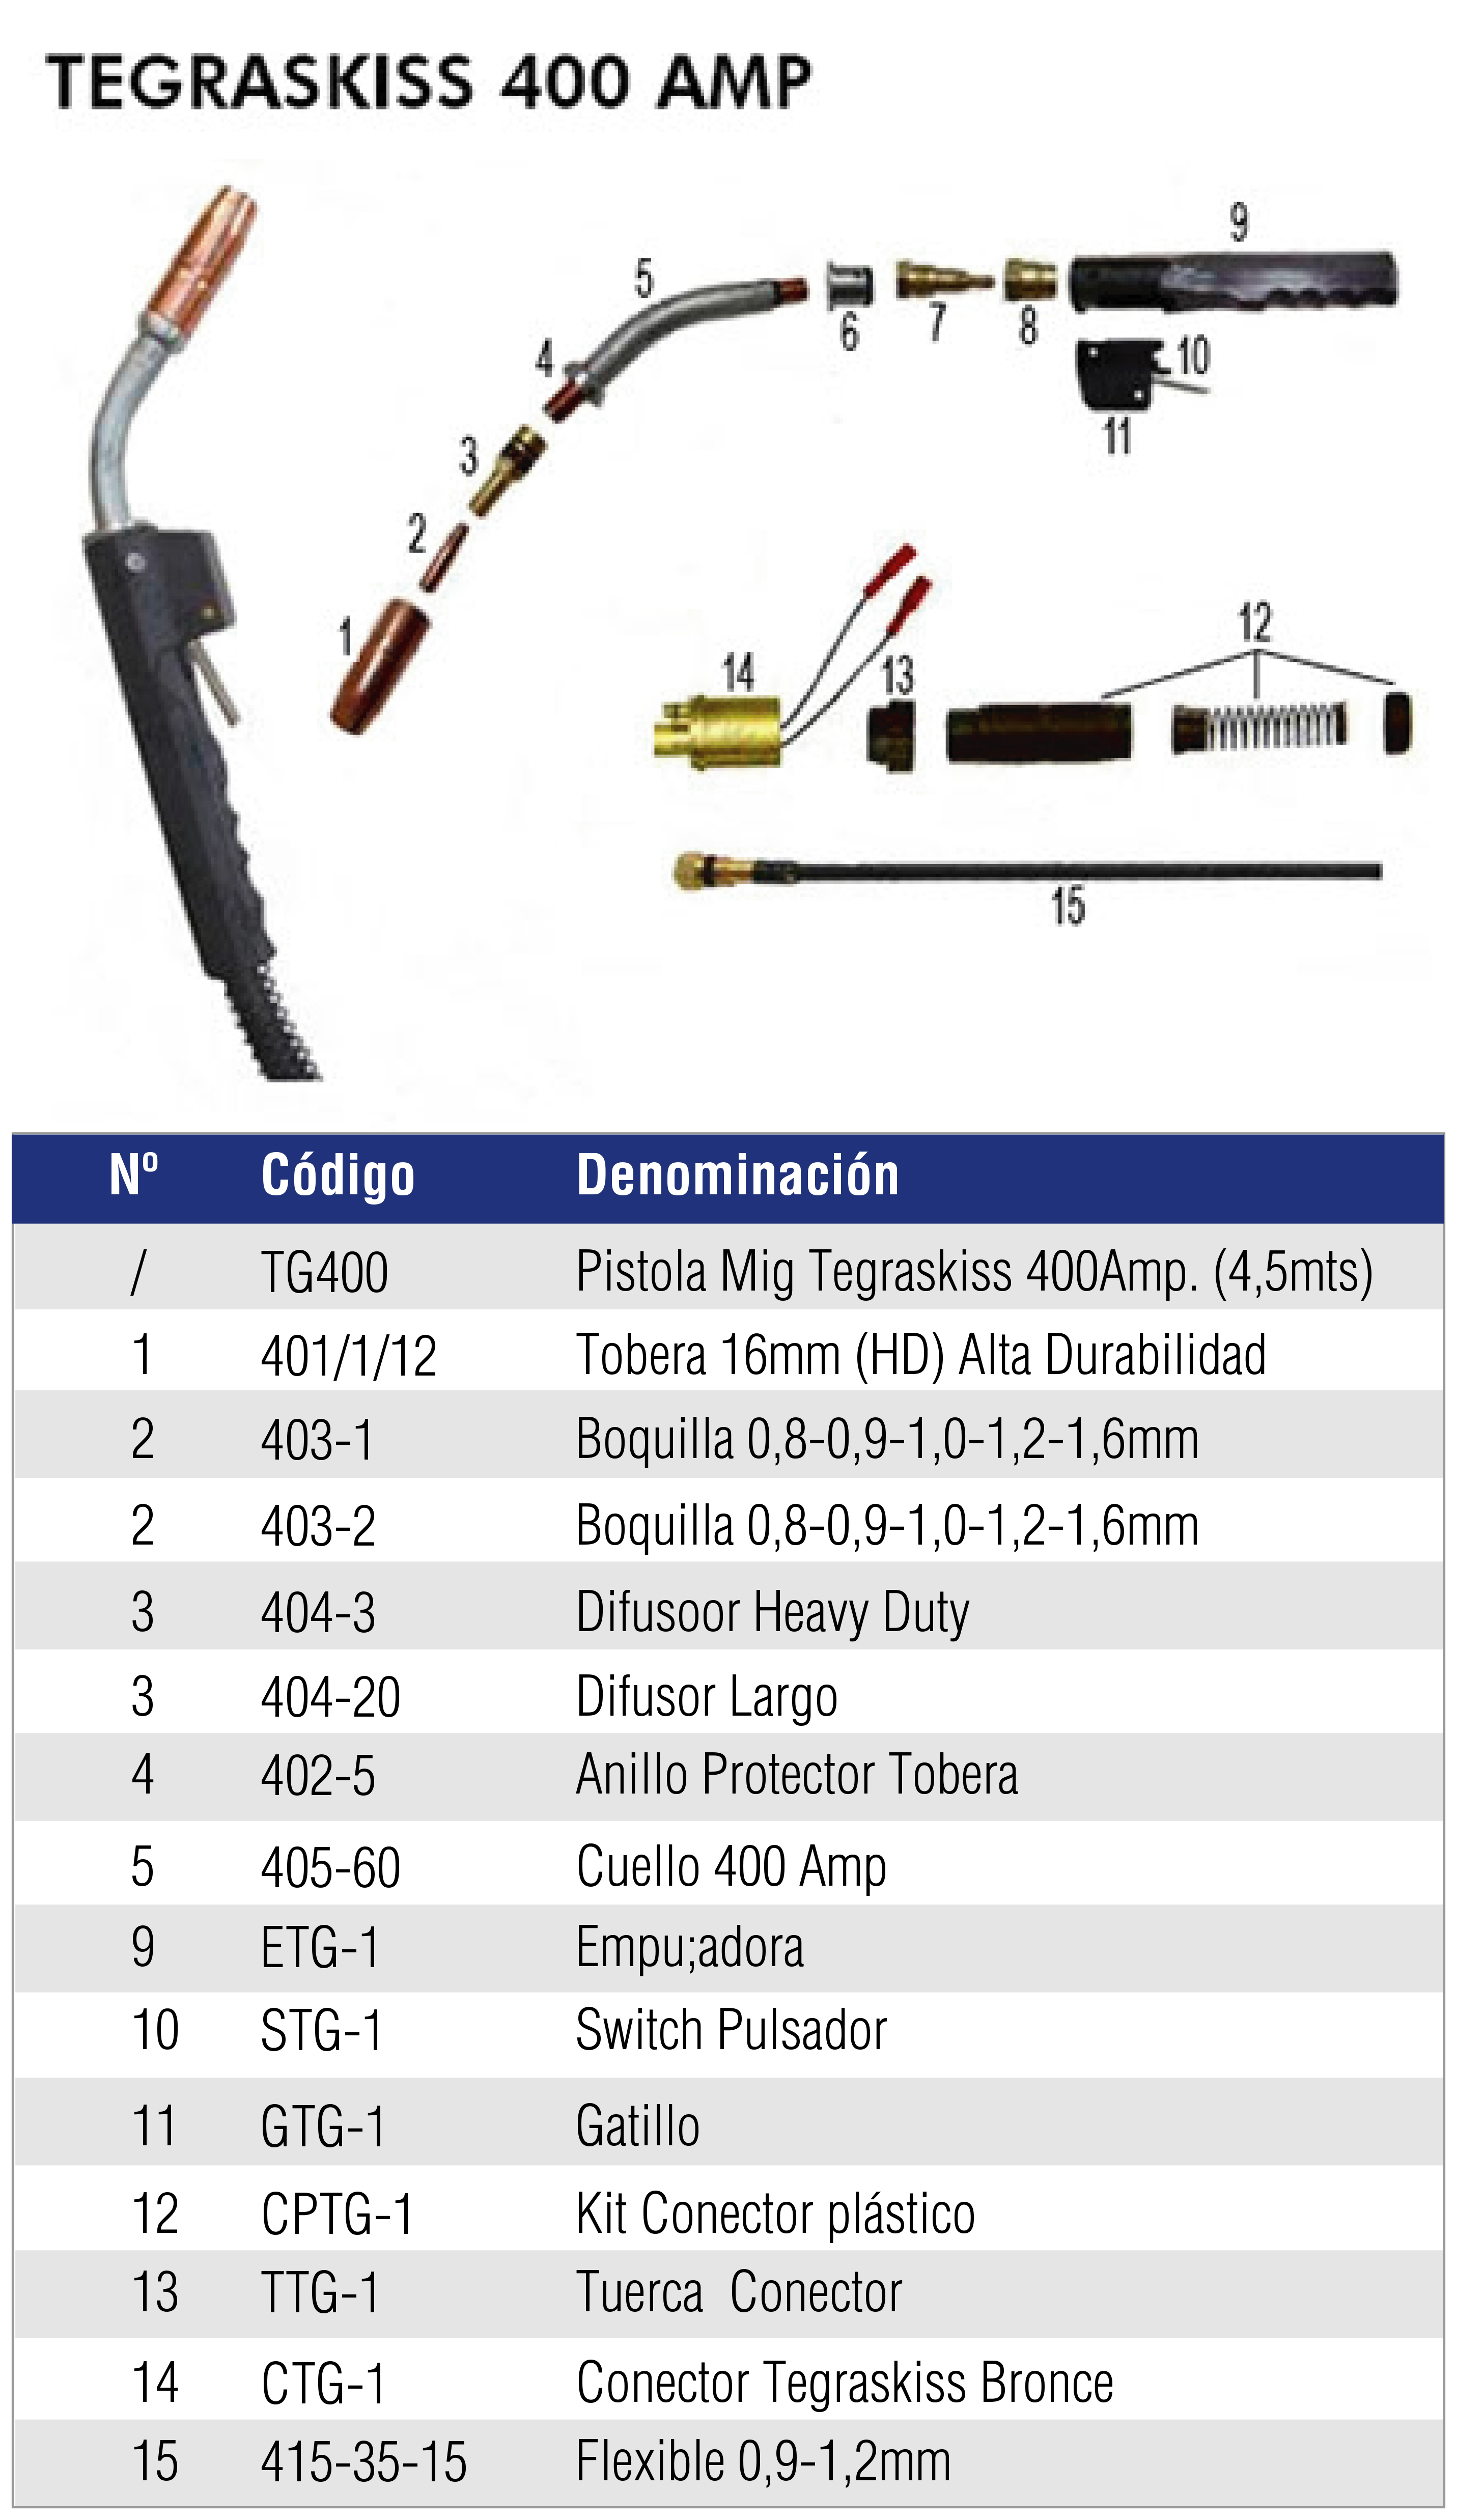 TEGRASKISS 400 AMP
9
5
6
7
8
4
10
11
3
2
1
12
14
13
15
Nº Código Denominación
/ TG400 Pistola Mig Tegraskiss 400Amp. (4,5mts)
1 401/1/12 Tobera 16mm (HD) Alta Durabilidad
2 403-1 Boquilla 0,8-0,9-1,0-1,2-1,6mm
2 403-2 Boquilla 0,8-0,9-1,0-1,2-1,6mm
3 404-3 Difusoor Heavy Duty
3 404-20 Difusor Largo
4 402-5 Anillo Protector Tobera
5 405-60 Cuello 400 Amp
9 ETG-1 Empu;adora
10 STG-1 Switch Pulsador
11 GTG-1 Gatillo
12 CPTG-1 Kit Conector plástico
13 TTG-1 Tuerca Conector
14 CTG-1 Conector Tegraskiss Bronce
15 415-35-15 Flexible 0,9-1,2mm